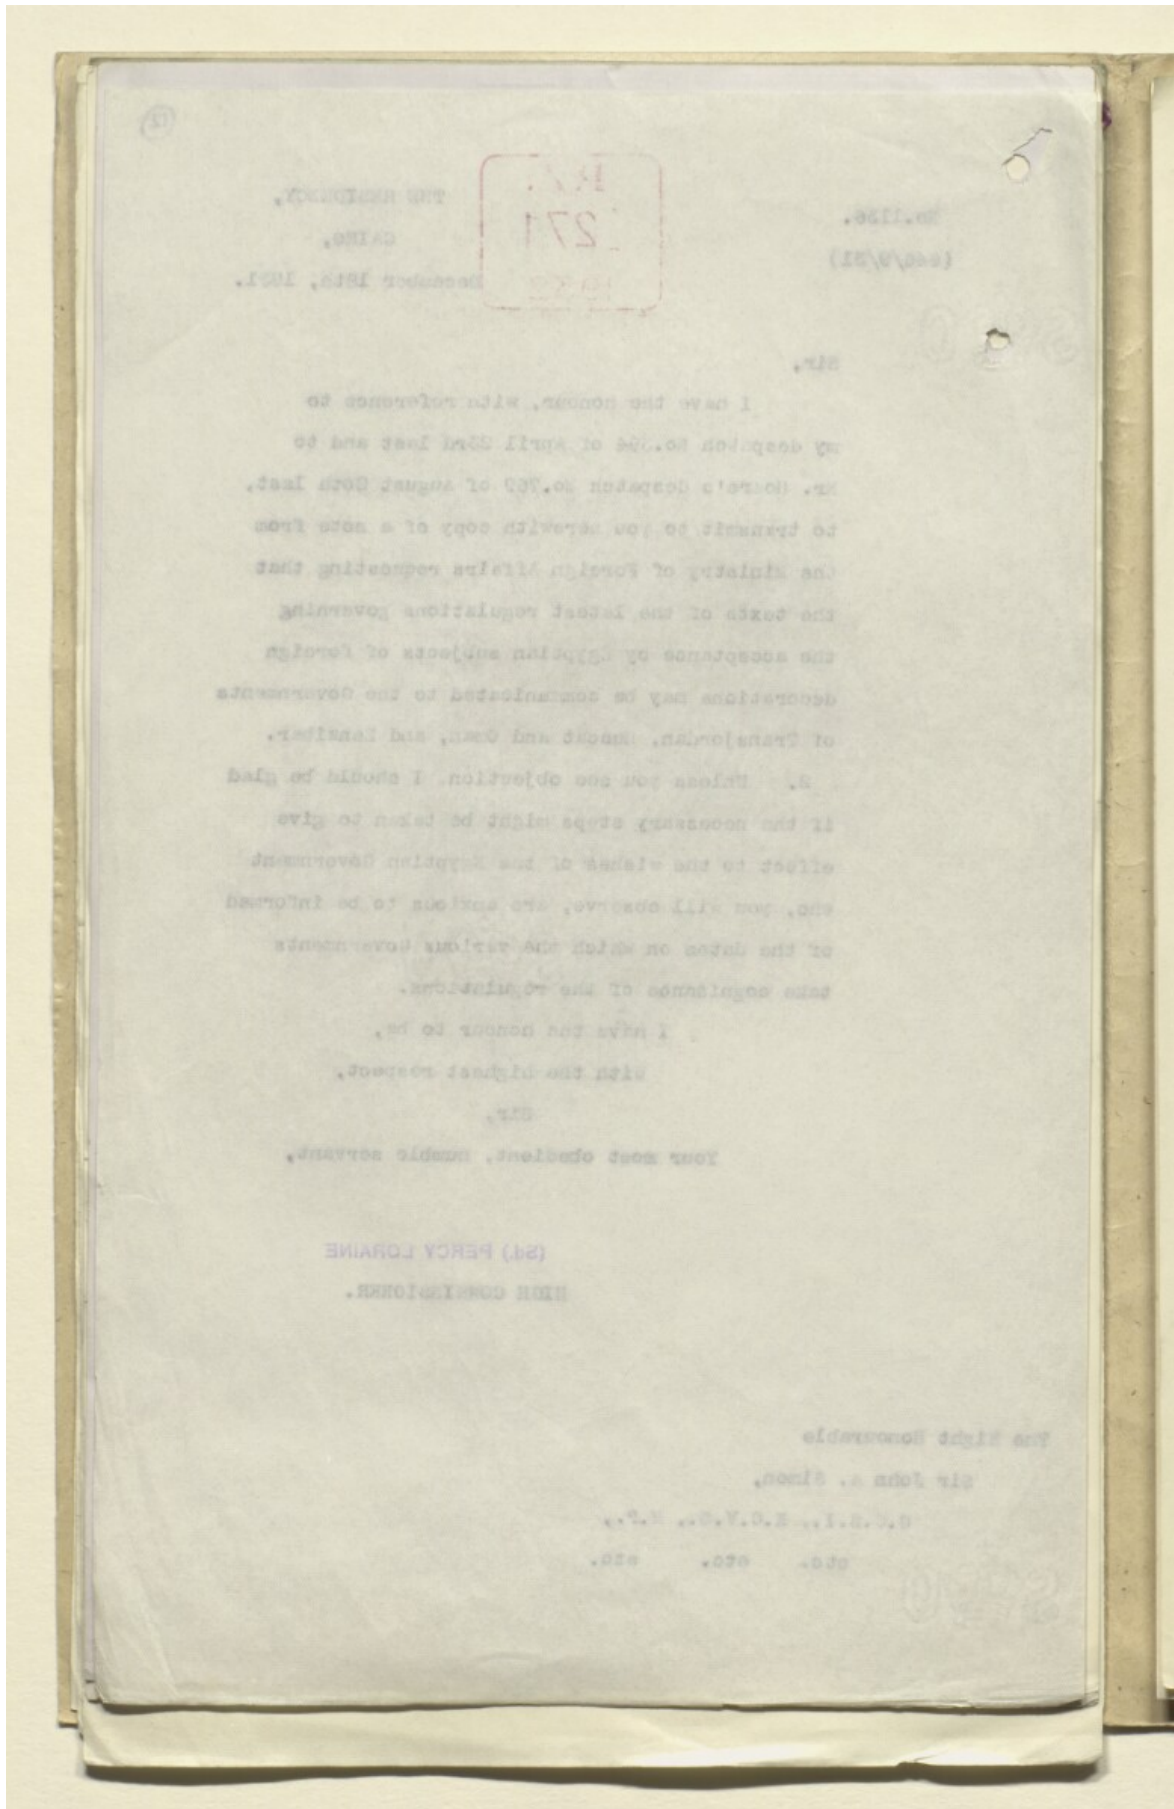 THE RESIDENCY,
CAIRO,
December 18th, 1931.
No.1136.
271
Sir,
I have the honour, with reference to
my despatch of April 23rd last and to
Mr. Hoare's despatch No.769 of August last,
to transmit to you herewith copy of a note from
the Ministry of Foreign Affairs requesting that
the texts of the latest regulations governing
the acceptance by Egyptian subjects of foreign
decorations may be communicated to the Governments
of Transjordan, Muscat and Oman, and Zanzibar.
2. Unless you see objection, I should be glad
if the necessary steps might be taken to give
effect to the wishes of the Egyptian Government
who, you will observe, are anxious to be informed
of the dates on which the various Governments
take cognisance of the regulations.
I have the honour to be,
with the highest respect,
Sir,
Your most obedient, humble servant,
(Sd.) PERCY LORAINE
HIGH COMMISSIONER.
The Right Honourable
Sir John A. Simon,
G.C.S.I., K.C.V.O., M.P.,
etc. etc. etc.